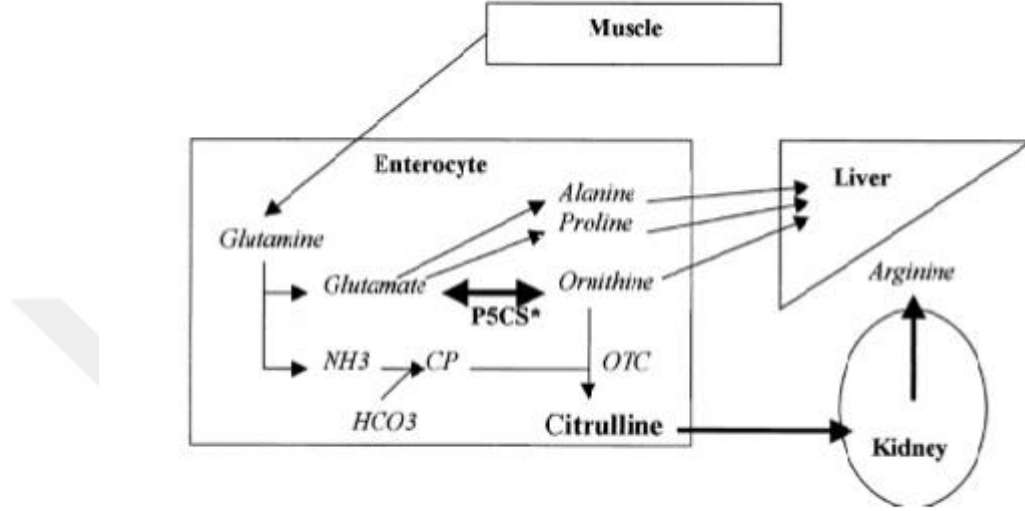 Muscle
Enterocyte
Liver
Alanine
Proline
Glutamine
Glutamate
Ornithine
P5CS*
Arginine
NH3
CP
OTC
HCO3
Citrulline
Kidney